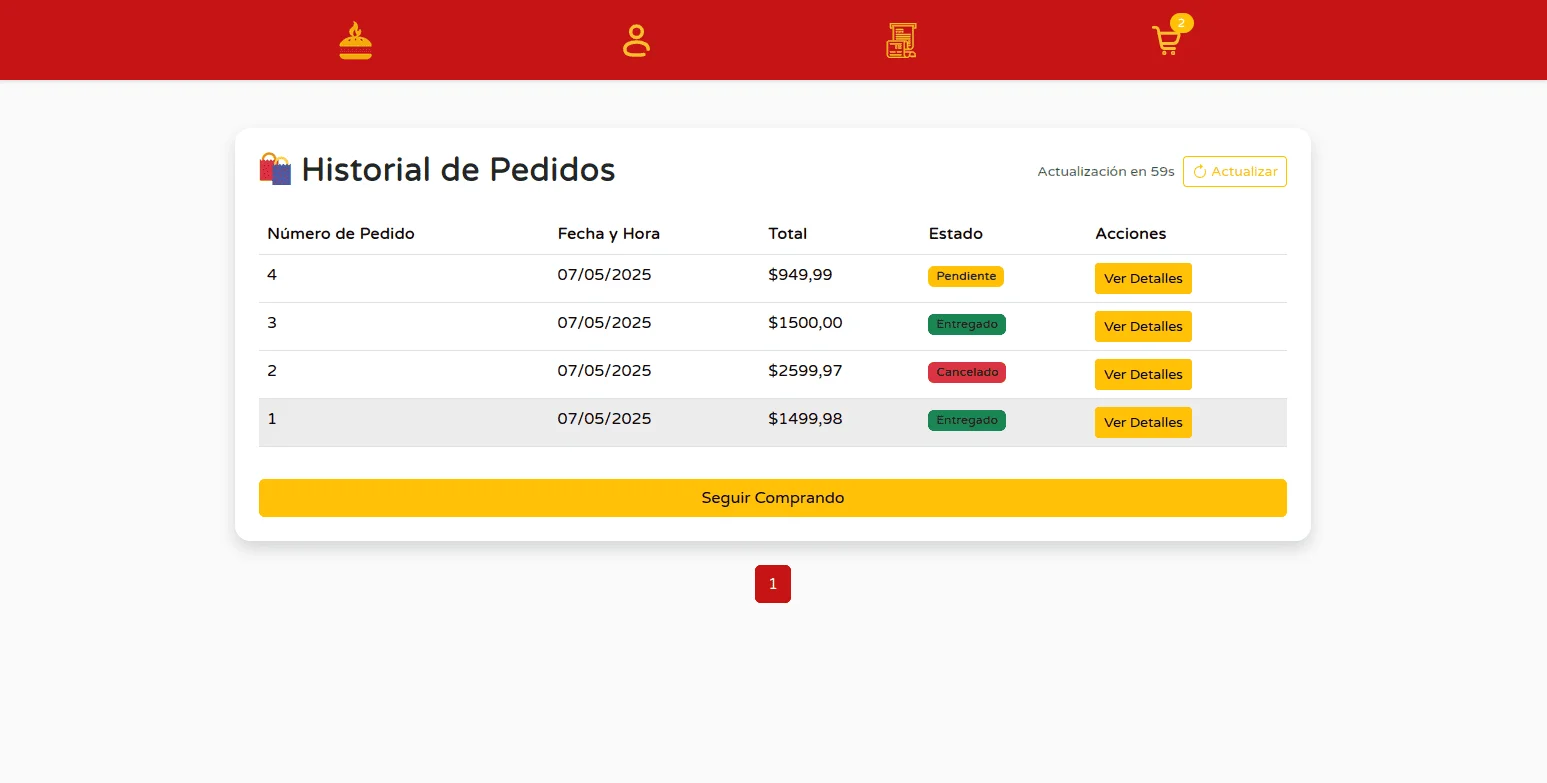 2
Historial de Pedidos
Actualización en 59s Actualizar
Número de Pedido Fecha y Hora Total Estado Acciones
4 07/05/2025 $949,99 Pendiente Ver Detalles
3 07/05/2025 $1500,00 Entregado Ver Detalles
2 07/05/2025 $2599,97 Cancelado Ver Detalles
1 07/05/2025 $1499,98 Entregado Ver Detalles
Seguir Comprando
1